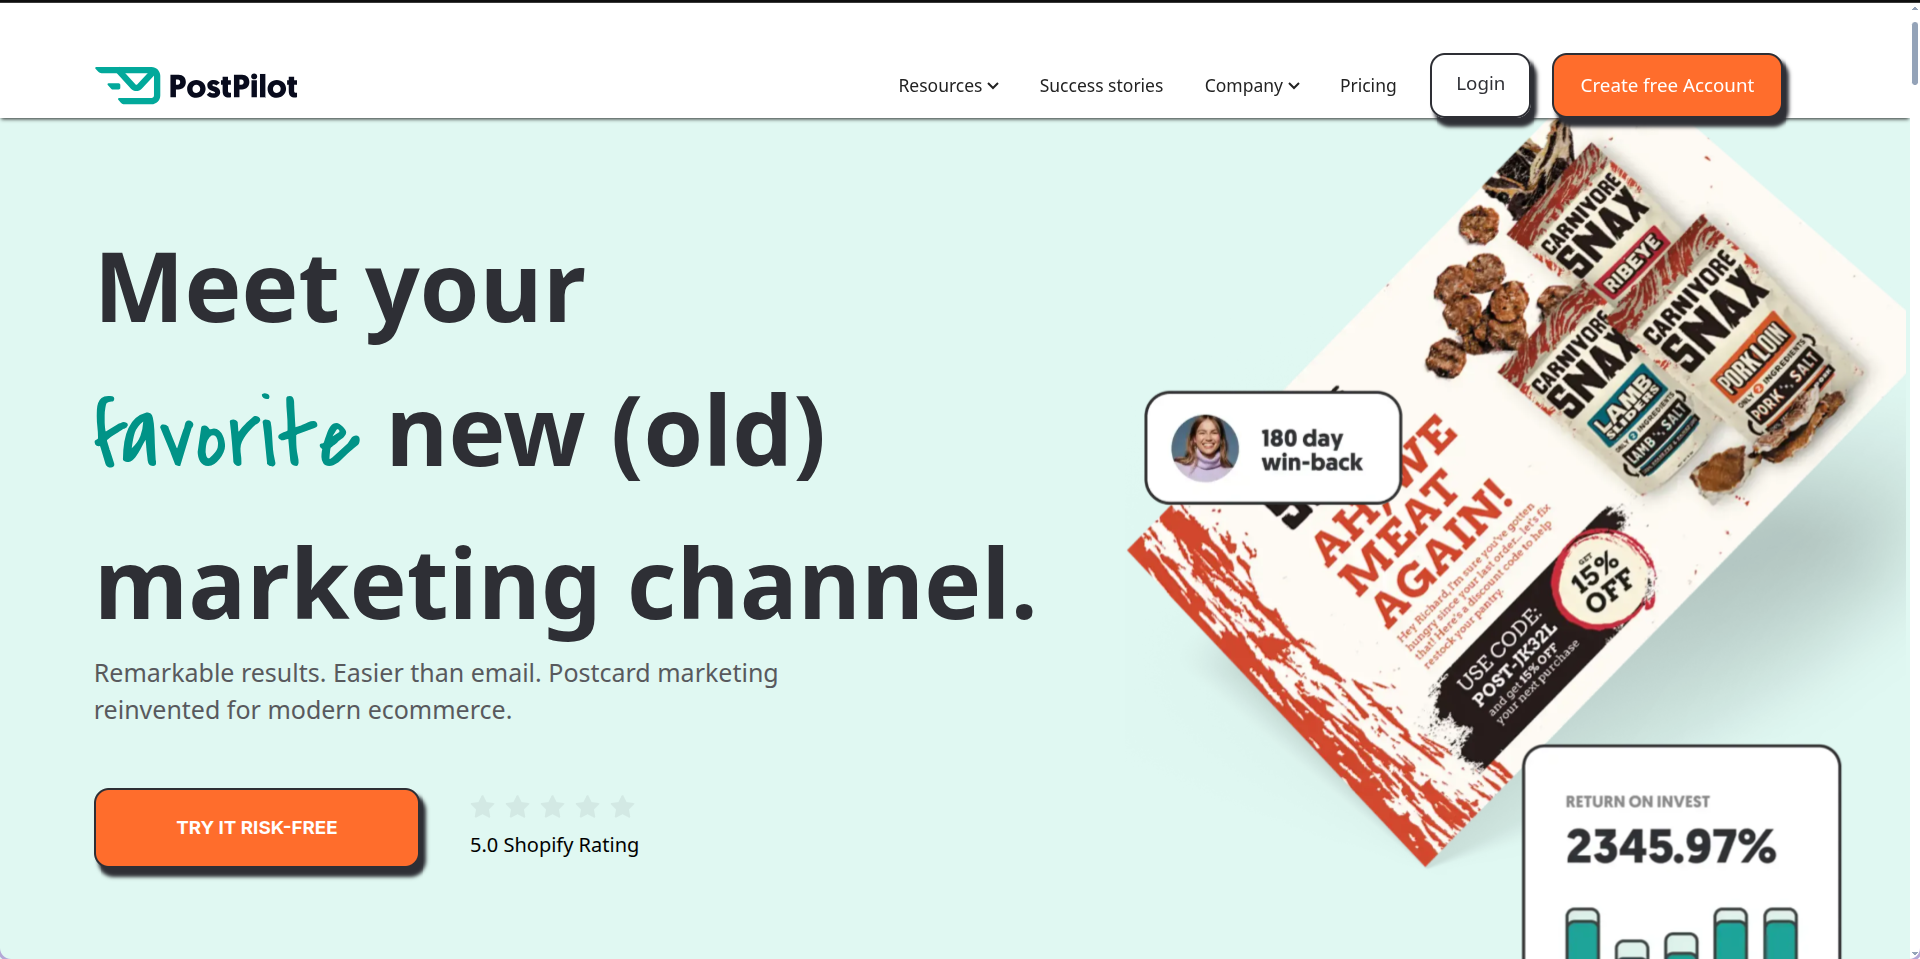 PostPilot
Resources
Success stories
Company
Pricing
Login
Create free Account
Meet your
favorite new (old)
marketing channel.
Remarkable results. Easier than email. Postcard marketing
reinvented for modern ecommerce.
TRY IT RISK-FREE
5.0 Shopify Rating
CARNIVORE
SNAX
RIBEYE
CARNIVORE
SNAX
LAMB
SLIDERS
ONLY 2 INGREDIENTS
LAMB SALT
CARNIVORE
SNAX
PORK LOIN
ONLY 2 INGREDIENTS
PORK SALT
180 day
win-back
WE
MEAT
AGAIN!
Hey Richard, I'm sure you've gotten
hungry since your last order... let's fix
that! Here's a discount code to help
restock your pantry.
GET
15%
OFF
USE CODE:
POST-JK32L
and get 15% OFF
your next purchase
RETURN ON INVEST
2345.97%